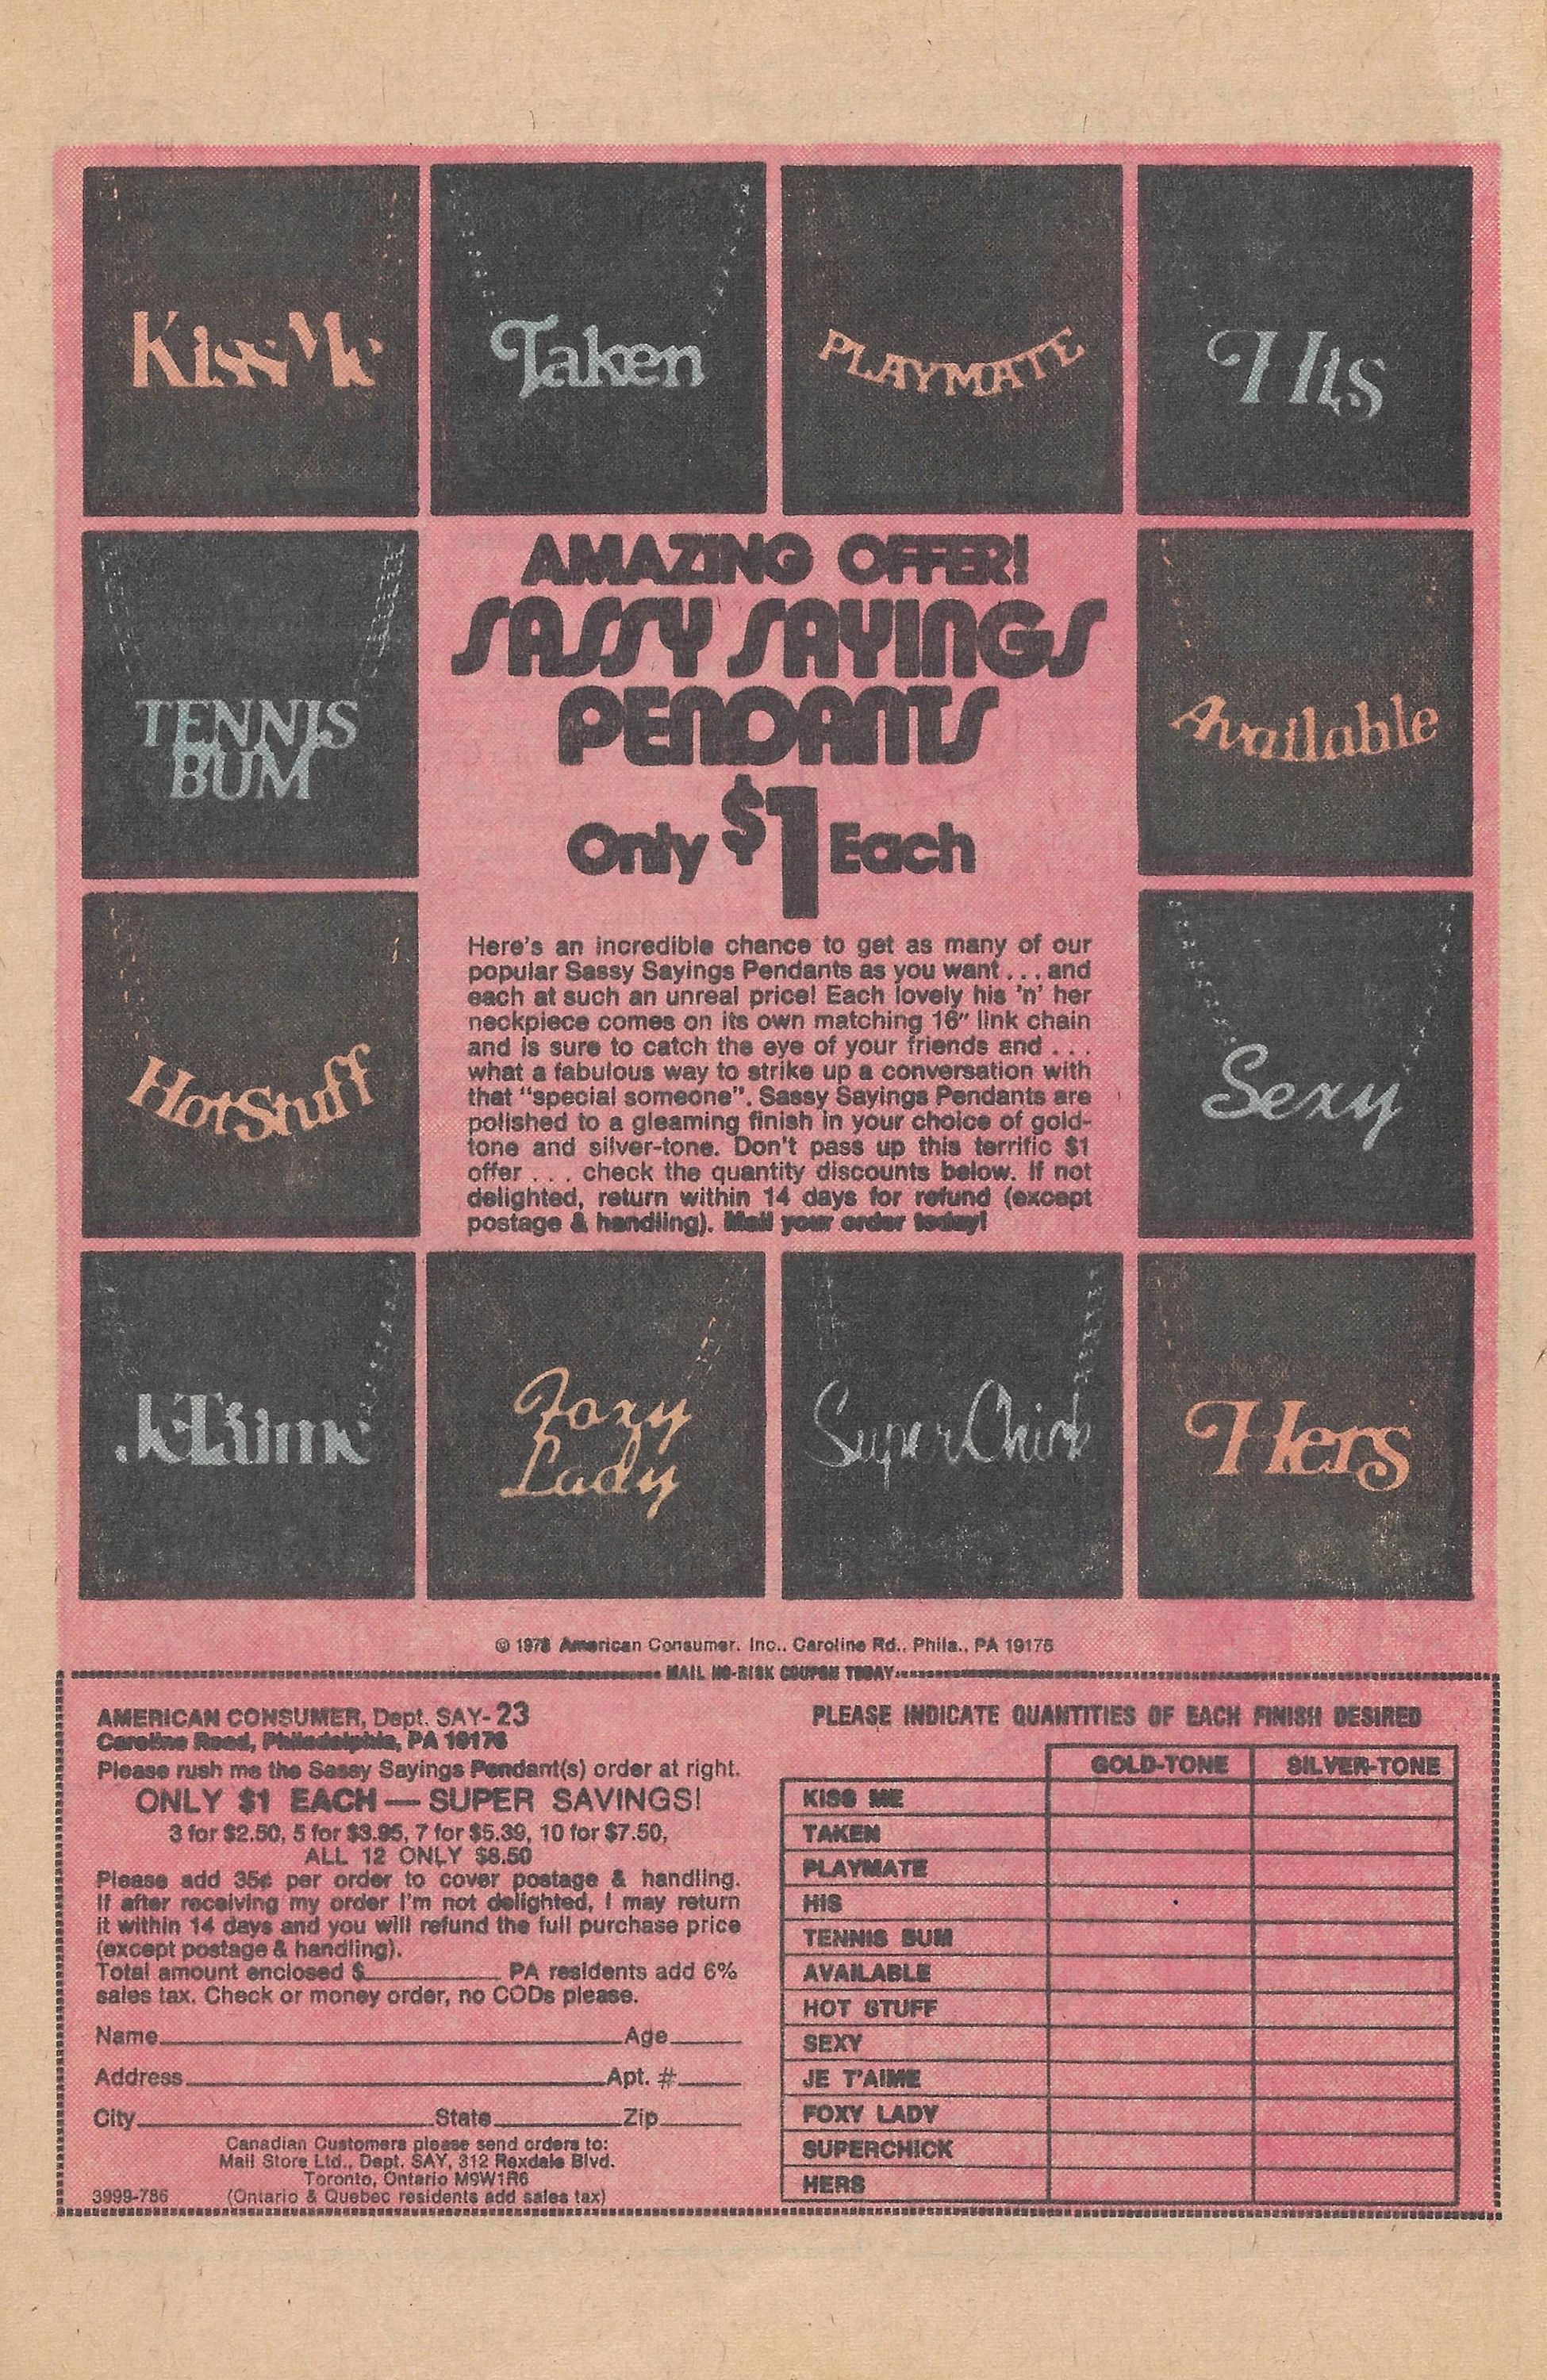 Kiss Me
Taken
PLAYMATE
His
TENNIS
BUM
AMAZING OFFER!
SASSY SAYINGS
PENDANTS
Only $1 Each
Available
Here's an incredible chance to get as many of our
popular Sassy Sayings Pendants as you want . . . and
each at such an unreal price! Each lovely his 'n' her
neckpiece comes on its own matching 16" link chain
and is sure to catch the eye of your friends and . . .
what a fabulous way to strike up a conversation with
that "special someone". Sassy Sayings Pendants are
polished to a gleaming finish in your choice of gold-
tone and silver-tone. Don't pass up this terrific $1
offer . . . check the quantity discounts below. If not
delighted, return within 14 days for refund (except
postage & handling). Mail your order today!
Hot Stuff
Sexy
Je T'aime
Foxy
Lady
SuperChick
Hers
© 1978 American Consumer, Inc., Caroline Rd., Phila., PA 19176
MAIL NO-RISK COUPON TODAY
AMERICAN CONSUMER, Dept. SAY-23
Caroline Road, Philadelphia, PA 19176
Please rush me the Sassy Sayings Pendant(s) order at right.
ONLY $1 EACH — SUPER SAVINGS!
3 for $2.50, 5 for $3.95, 7 for $5.39, 10 for $7.50,
ALL 12 ONLY $8.50
Please add 35¢ per order to cover postage & handling.
If after receiving my order I'm not delighted, I may return
it within 14 days and you will refund the full purchase price
(except postage & handling).
Total amount enclosed $ PA residents add 6%
sales tax. Check or money order, no CODs please.
Name Age
Address Apt. #
City State Zip
Canadian Customers please send orders to:
Mail Store Ltd., Dept. SAY, 312 Rexdale Blvd.
Toronto, Ontario M9W1R6
3999-786 (Ontario & Quebec residents add sales tax)
PLEASE INDICATE QUANTITIES OF EACH FINISH DESIRED
GOLD-TONE SILVER-TONE
KISS ME
TAKEN
PLAYMATE
HIS
TENNIS BUM
AVAILABLE
HOT STUFF
SEXY
JE T'AIME
FOXY LADY
SUPERCHICK
HERS